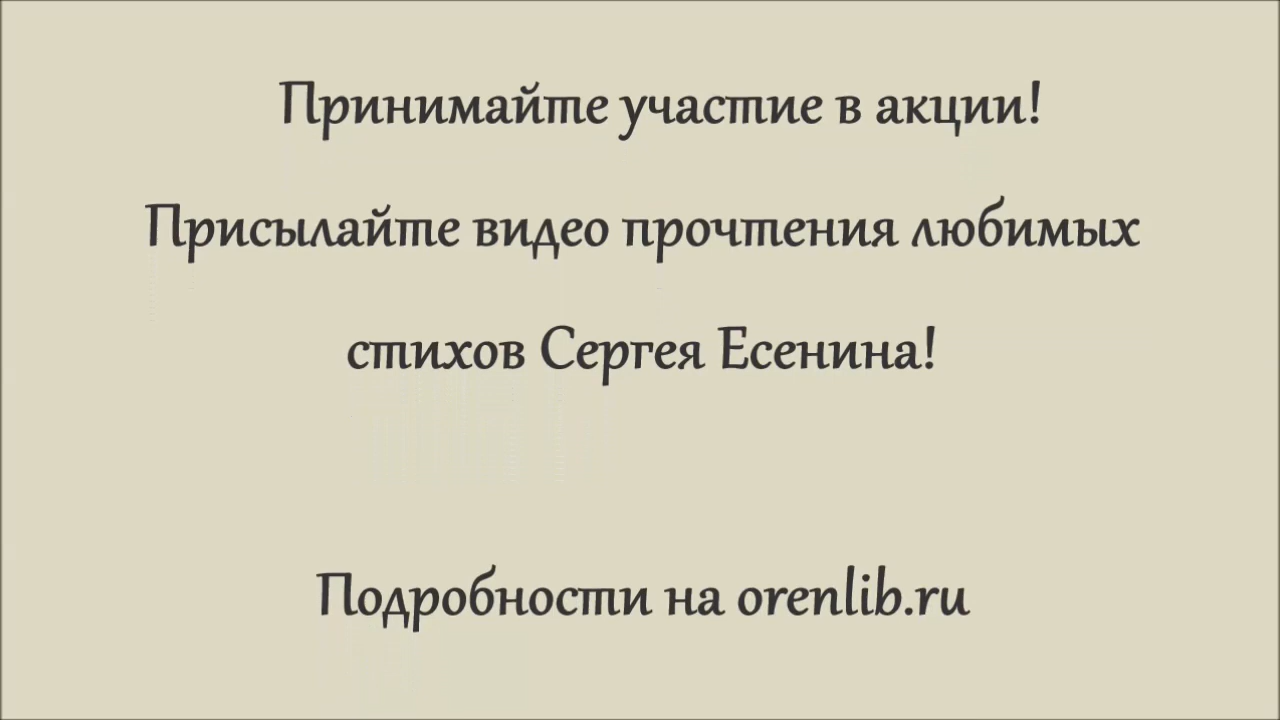 Принимайте участие в акции!
Присылайте видео прочтения любимых
стихов Сергея Есенина!
Подробности на orenlib.ru